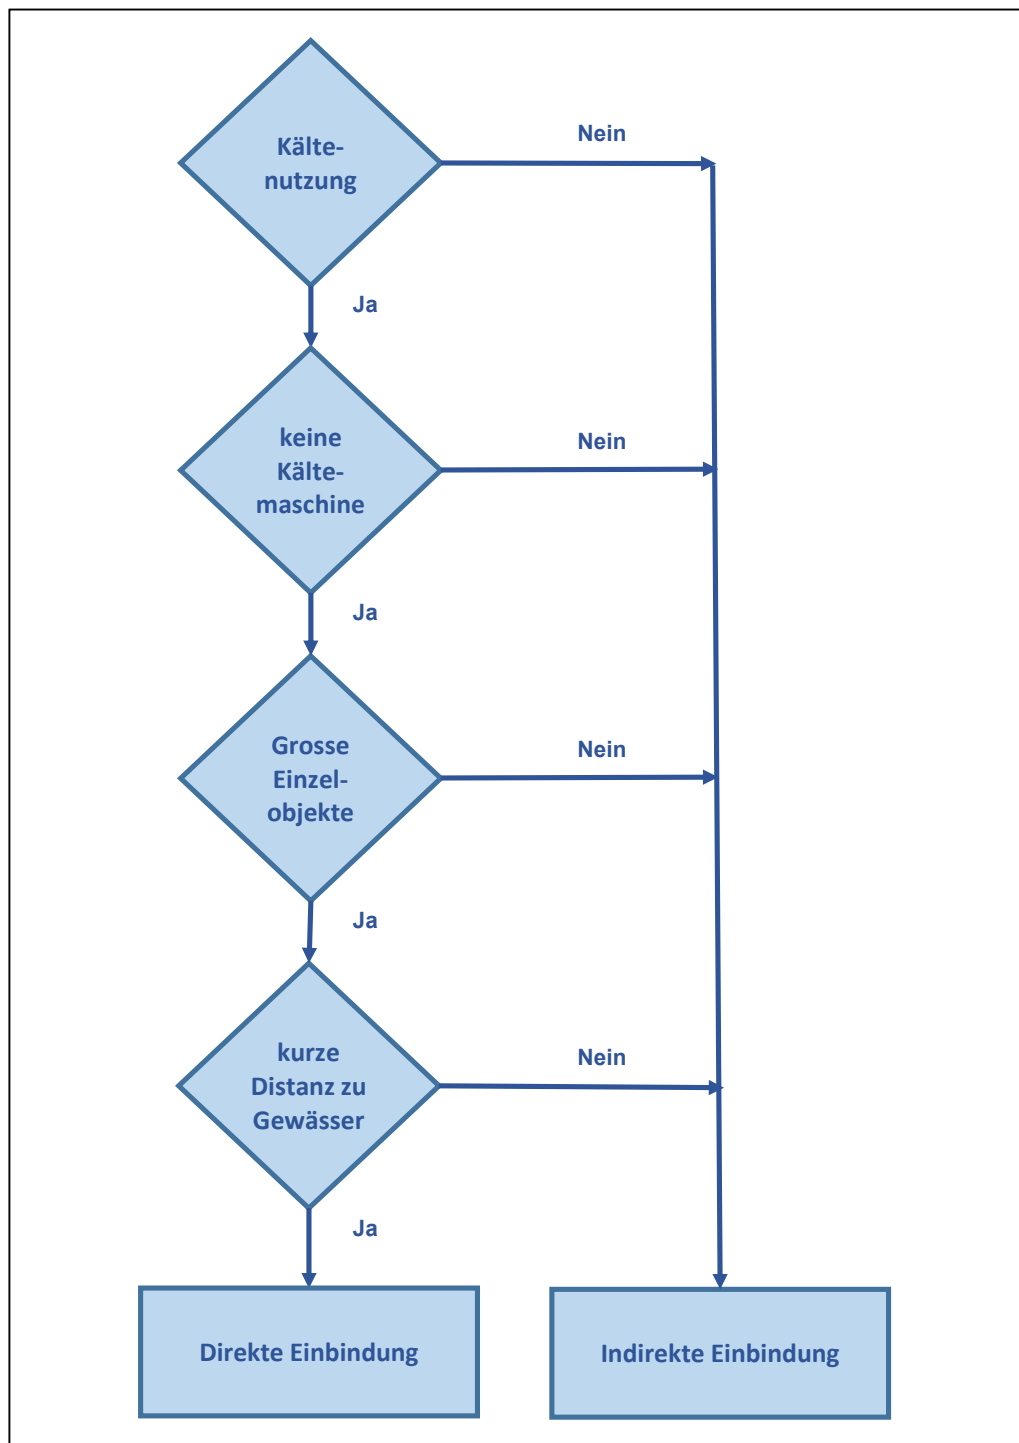 Kälte-
nutzung
Nein
Ja
keine
Kälte-
maschine
Nein
Ja
Grosse
Einzel-
objekte
Nein
Ja
kurze
Distanz zu
Gewässer
Nein
Ja
Direkte Einbindung
Indirekte Einbindung